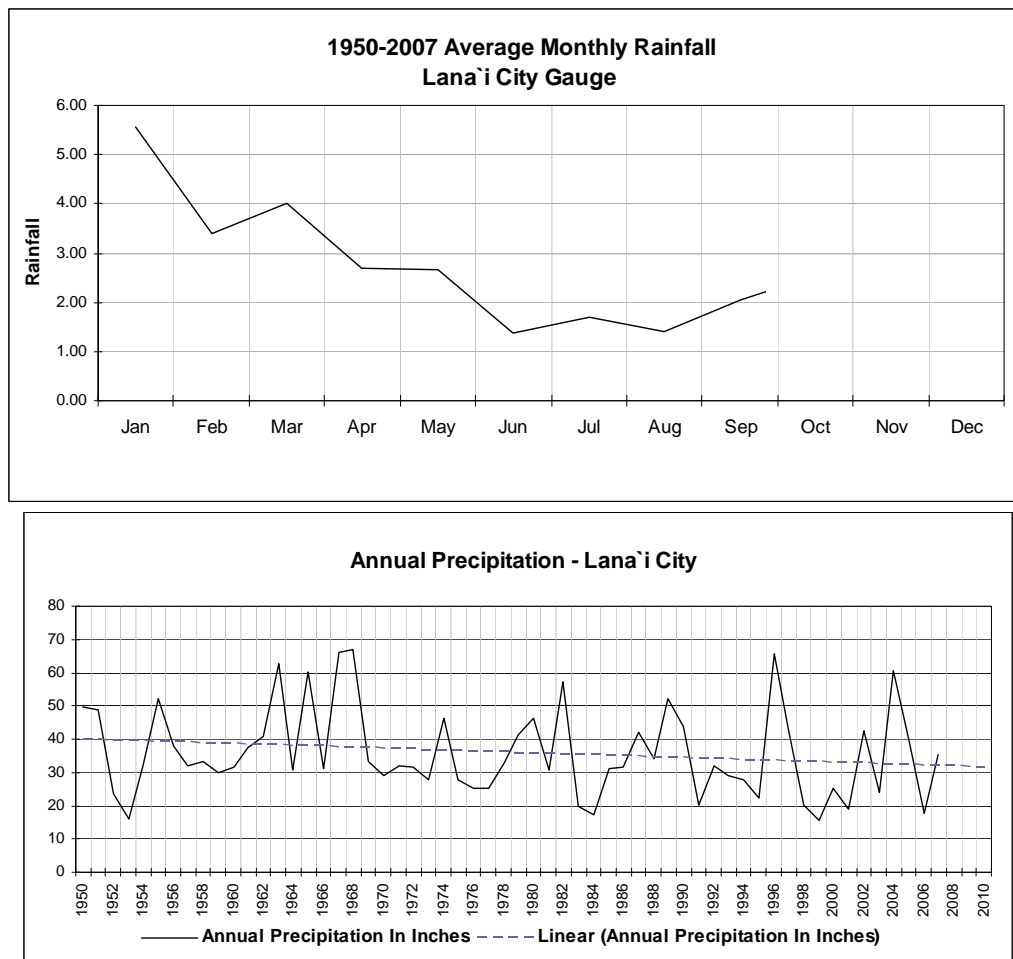 1950-2007 Average Monthly Rainfall
Lana`i City Gauge
Rainfall
6.00
5.00
4.00
3.00
2.00
1.00
0.00
Jan Feb Mar Apr May Jun Jul Aug Sep Oct Nov Dec
Annual Precipitation - Lana`i City
80
70
60
50
40
30
20
10
0
1950 1952 1954 1956 1958 1960 1962 1964 1966 1968 1970 1972 1974 1976 1978 1980 1982 1984 1986 1988 1990 1992 1994 1996 1998 2000 2002 2004 2006 2008 2010
Annual Precipitation In Inches Linear (Annual Precipitation In Inches)